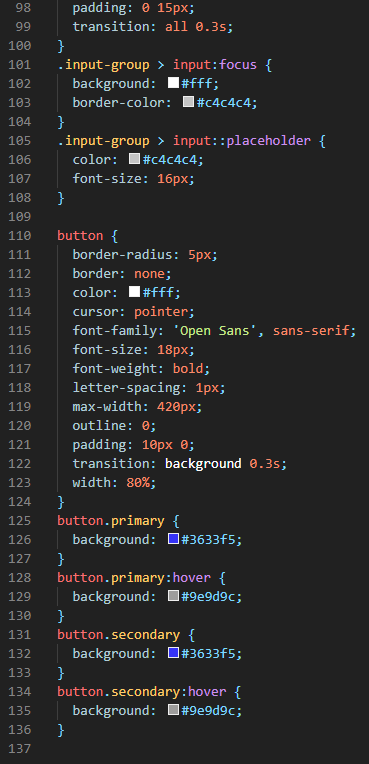 98 padding: 0 15px;
99 transition: all 0.3s;
100 }
101 .input-group > input:focus {
102 background: #fff;
103 border-color: #c4c4c4;
104 }
105 .input-group > input::placeholder {
106 color: #c4c4c4;
107 font-size: 16px;
108 }
109
110 button {
111 border-radius: 5px;
112 border: none;
113 color: #fff;
114 cursor: pointer;
115 font-family: 'Open Sans', sans-serif;
116 font-size: 18px;
117 font-weight: bold;
118 letter-spacing: 1px;
119 max-width: 420px;
120 outline: 0;
121 padding: 10px 0;
122 transition: background 0.3s;
123 width: 80%;
124 }
125 button.primary {
126 background: #3633f5;
127 }
128 button.primary:hover {
129 background: #9e9d9c;
130 }
131 button.secondary {
132 background: #3633f5;
133 }
134 button.secondary:hover {
135 background: #9e9d9c;
136 }
137